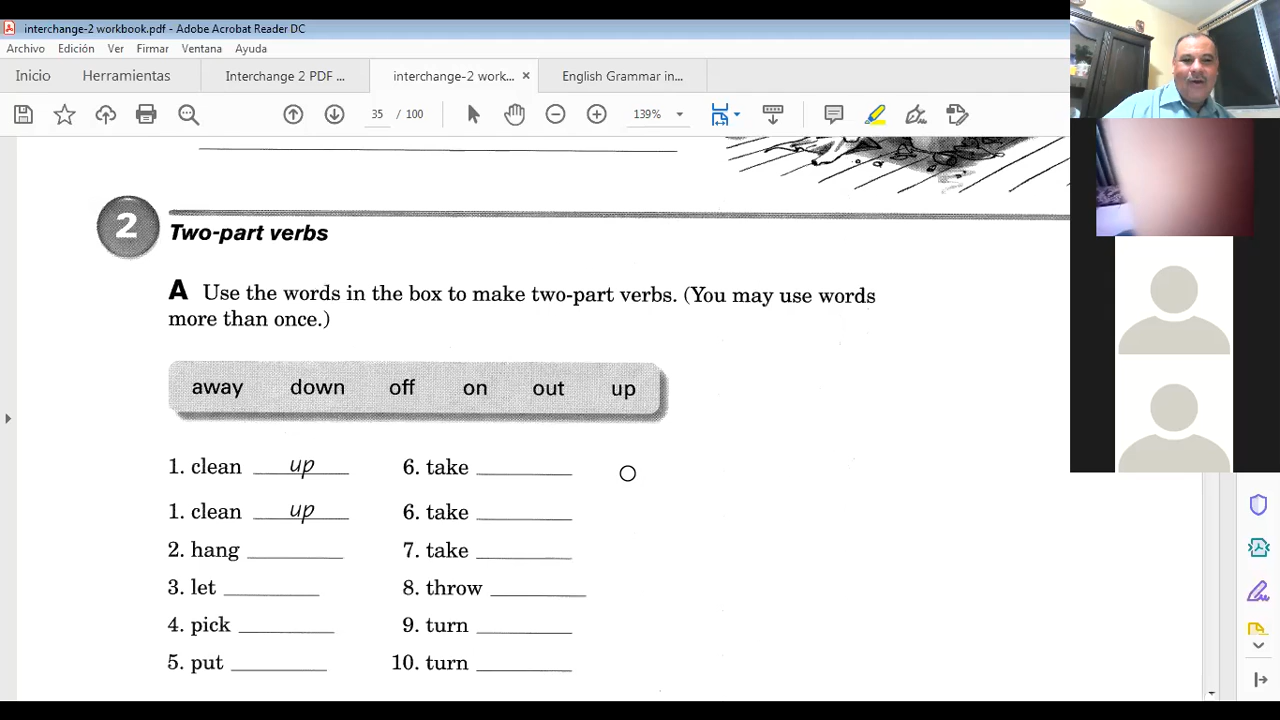 interchange-2 workbook.pdf - Adobe Acrobat Reader DC
Archivo Edición Ver Firmar Ventana Ayuda
Inicio Herramientas Interchange 2 PDF ... interchange-2 work... × English Grammar in...
35 / 100 139%
2
Two-part verbs
A Use the words in the box to make two-part verbs. (You may use words
more than once.)
away down off on out up
1. clean up 6. take
1. clean up 6. take
2. hang 7. take
3. let 8. throw
4. pick 9. turn
5. put 10. turn